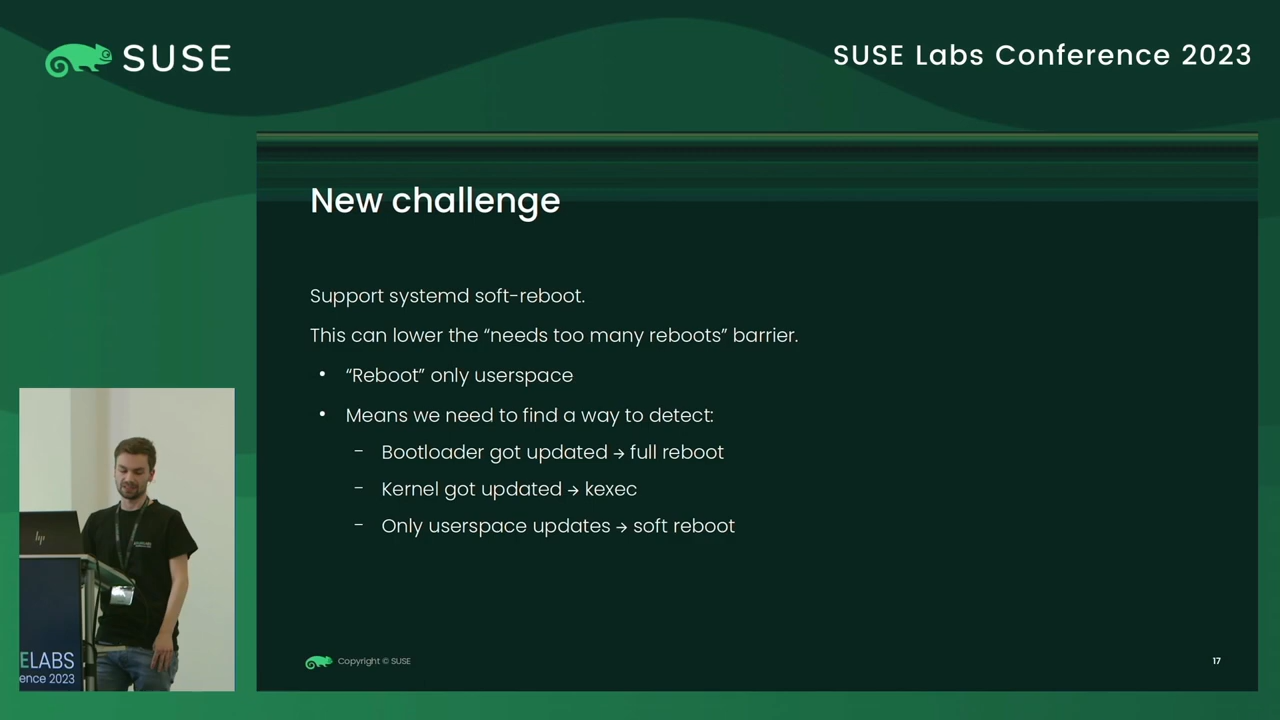 SUSE
SUSE Labs Conference 2023
New challenge
Support systemd soft-reboot.
This can lower the “needs too many reboots” barrier.
• “Reboot” only userspace
• Means we need to find a way to detect:
– Bootloader got updated → full reboot
– Kernel got updated → kexec
– Only userspace updates → soft reboot
hp
ELABS
ence 2023
Copyright © SUSE
17